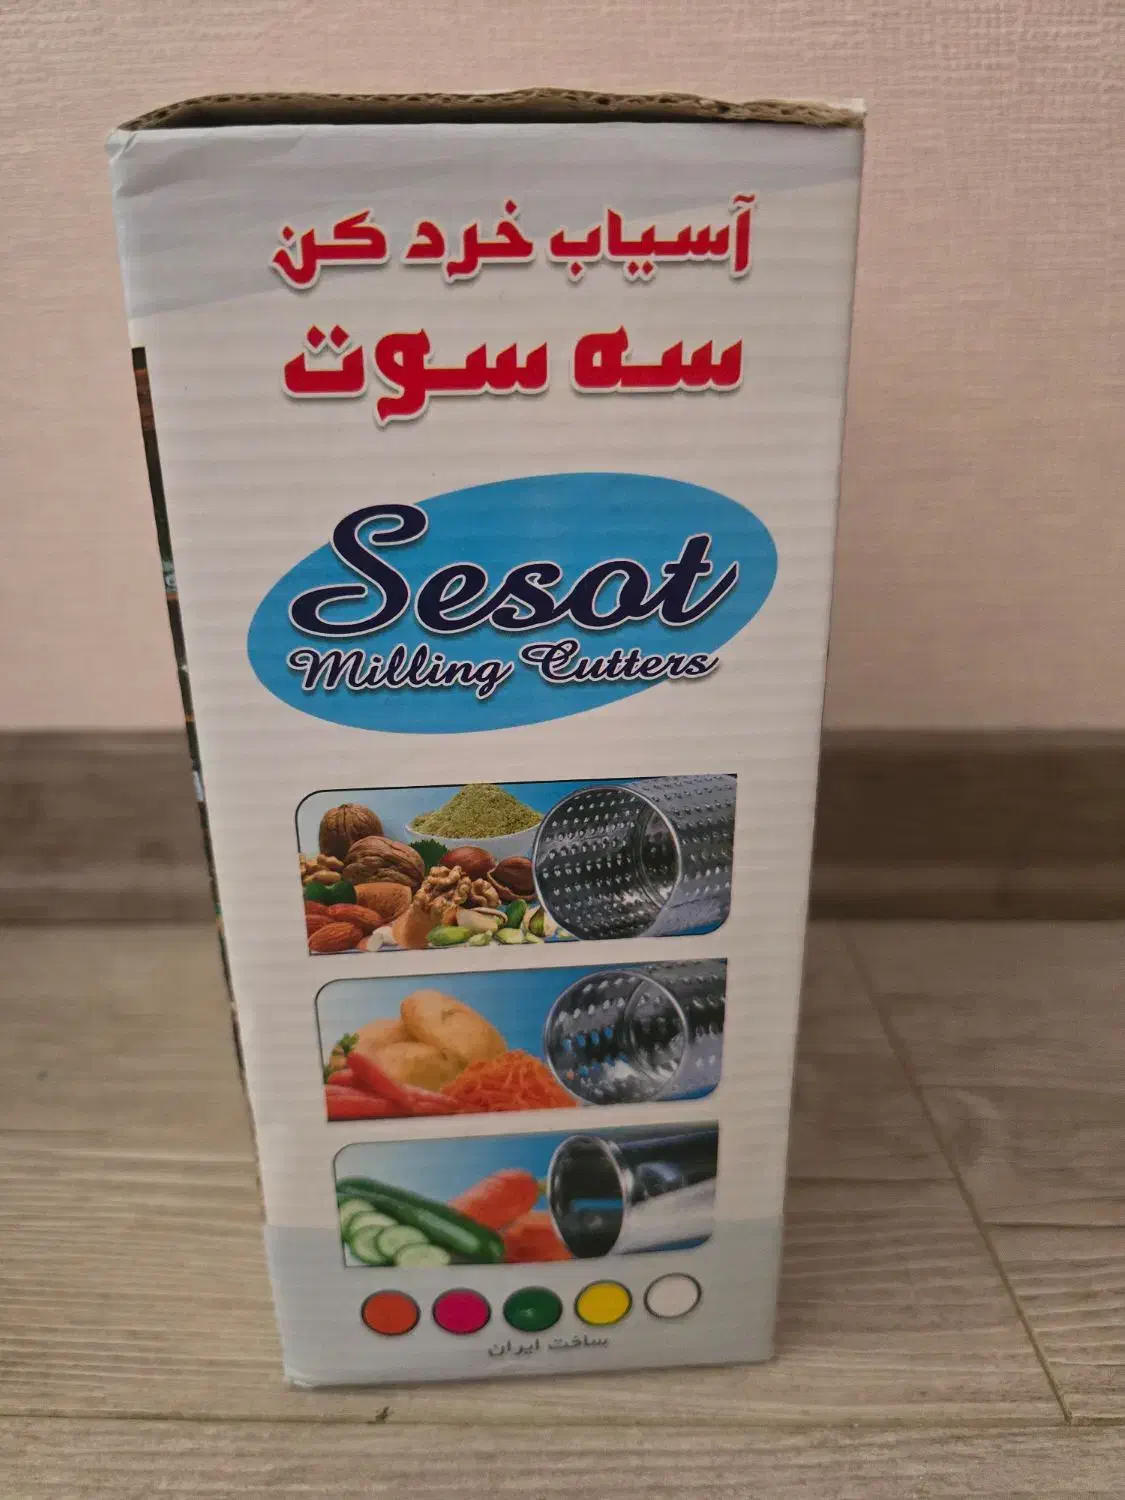 آسیاب خرد کن
سه سوت
Sesot
Milling Cutters
ساخت ایران